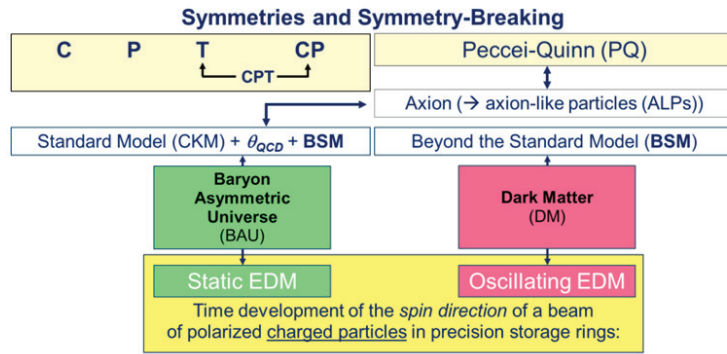 Symmetries and Symmetry-Breaking
C P T CP
CPT
Peccei-Quinn (PQ)
Axion (→ axion-like particles (ALPs))
Standard Model (CKM) + θQCD + BSM
Beyond the Standard Model (BSM)
Baryon
Asymmetric
Universe
(BAU)
Dark Matter
(DM)
Static EDM
Oscillating EDM
Time development of the spin direction of a beam
of polarized charged particles in precision storage rings: